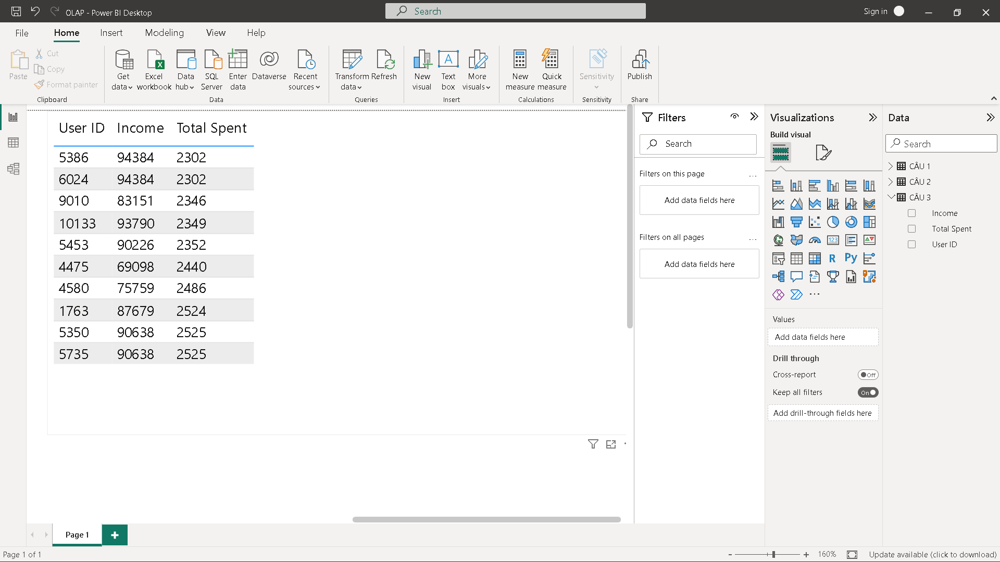 OLAP - Power BI Desktop
Search
Sign in
File Home Insert Modeling View Help
Paste
Cut
Copy
Format painter
Clipboard
Get data
Excel workbook
Data hub
SQL Server
Enter data
Dataverse
Recent sources
Data
Transform data
Refresh
Queries
New visual
Text box
A
More visuals
Insert
New measure
Quick measure
Calculations
Sensitivity
Sensitivity
Publish
Share
User ID Income Total Spent
5386 94384 2302
6024 94384 2302
9010 83151 2346
10133 93790 2349
5453 90226 2352
4475 69098 2440
4580 75759 2486
1763 87679 2524
5350 90638 2525
5735 90638 2525
Filters
Search
Filters on this page ...
Add data fields here
Filters on all pages ...
Add data fields here
Visualizations
Build visual
123
R Py
...
Values
Add data fields here
Drill through
Cross-report Off
Keep all filters On
Add drill-through fields here
Data
Search
CÂU 1
CÂU 2
CÂU 3
Income
Total Spent
User ID
Page 1 +
Page 1 of 1
- + 160%
Update available (click to download)